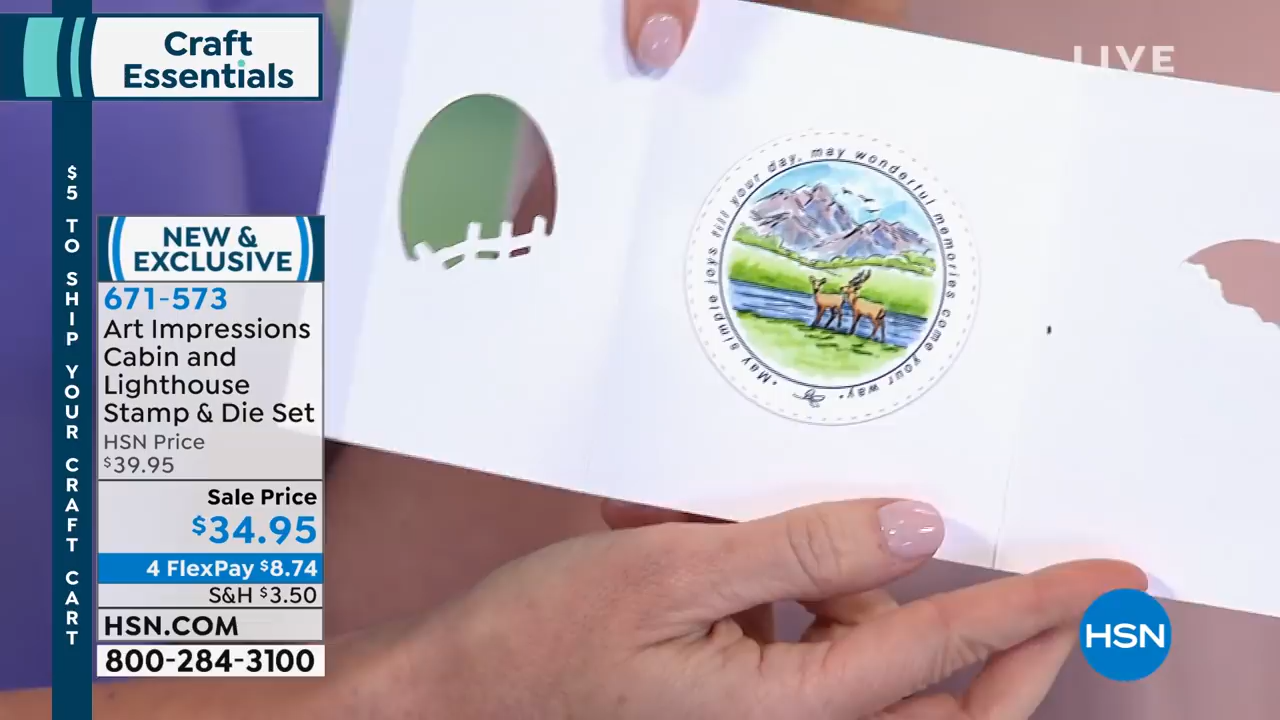 Craft
Essentials
LIVE
$5 TO SHIP YOUR CRAFT CART
NEW &
EXCLUSIVE
671-573
Art Impressions
Cabin and
Lighthouse
Stamp & Die Set
HSN Price
$39.95
Sale Price
$34.95
4 FlexPay $8.74
S&H $3.50
HSN.COM
800-284-3100
•May simple joys fill your day, may wonderful memories come your way.•
HSN